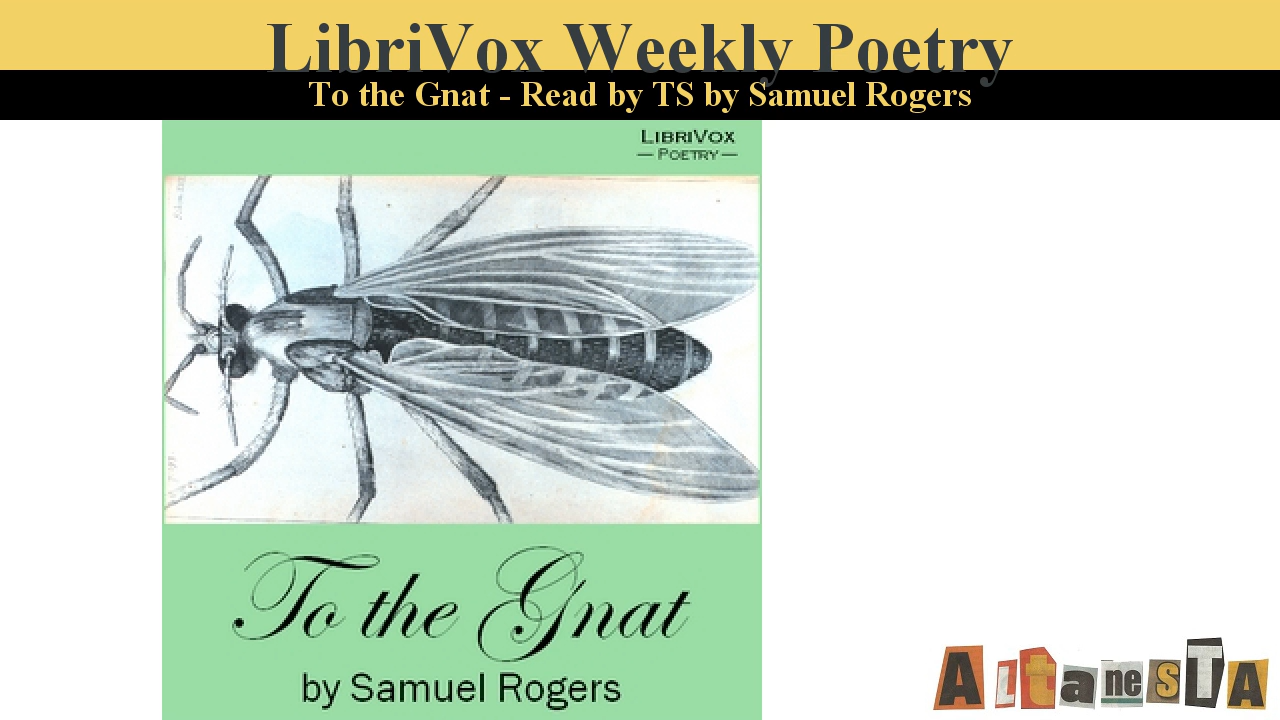 LibriVox Weekly Poetry
To the Gnat - Read by TS by Samuel Rogers
LIBRIVOX
— POETRY —
To the Gnat
by Samuel Rogers
AltanesTA